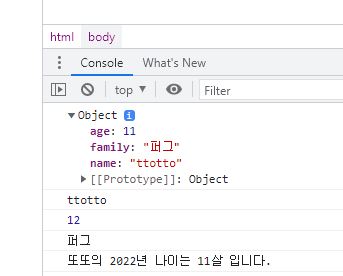 html body
Console What's New
top Filter
Object i
age: 11
family: "퍼그"
name: "ttotto"
[[Prototype]]: Object
ttotto
12
퍼그
또또의 2022년 나이는 11살 입니다.